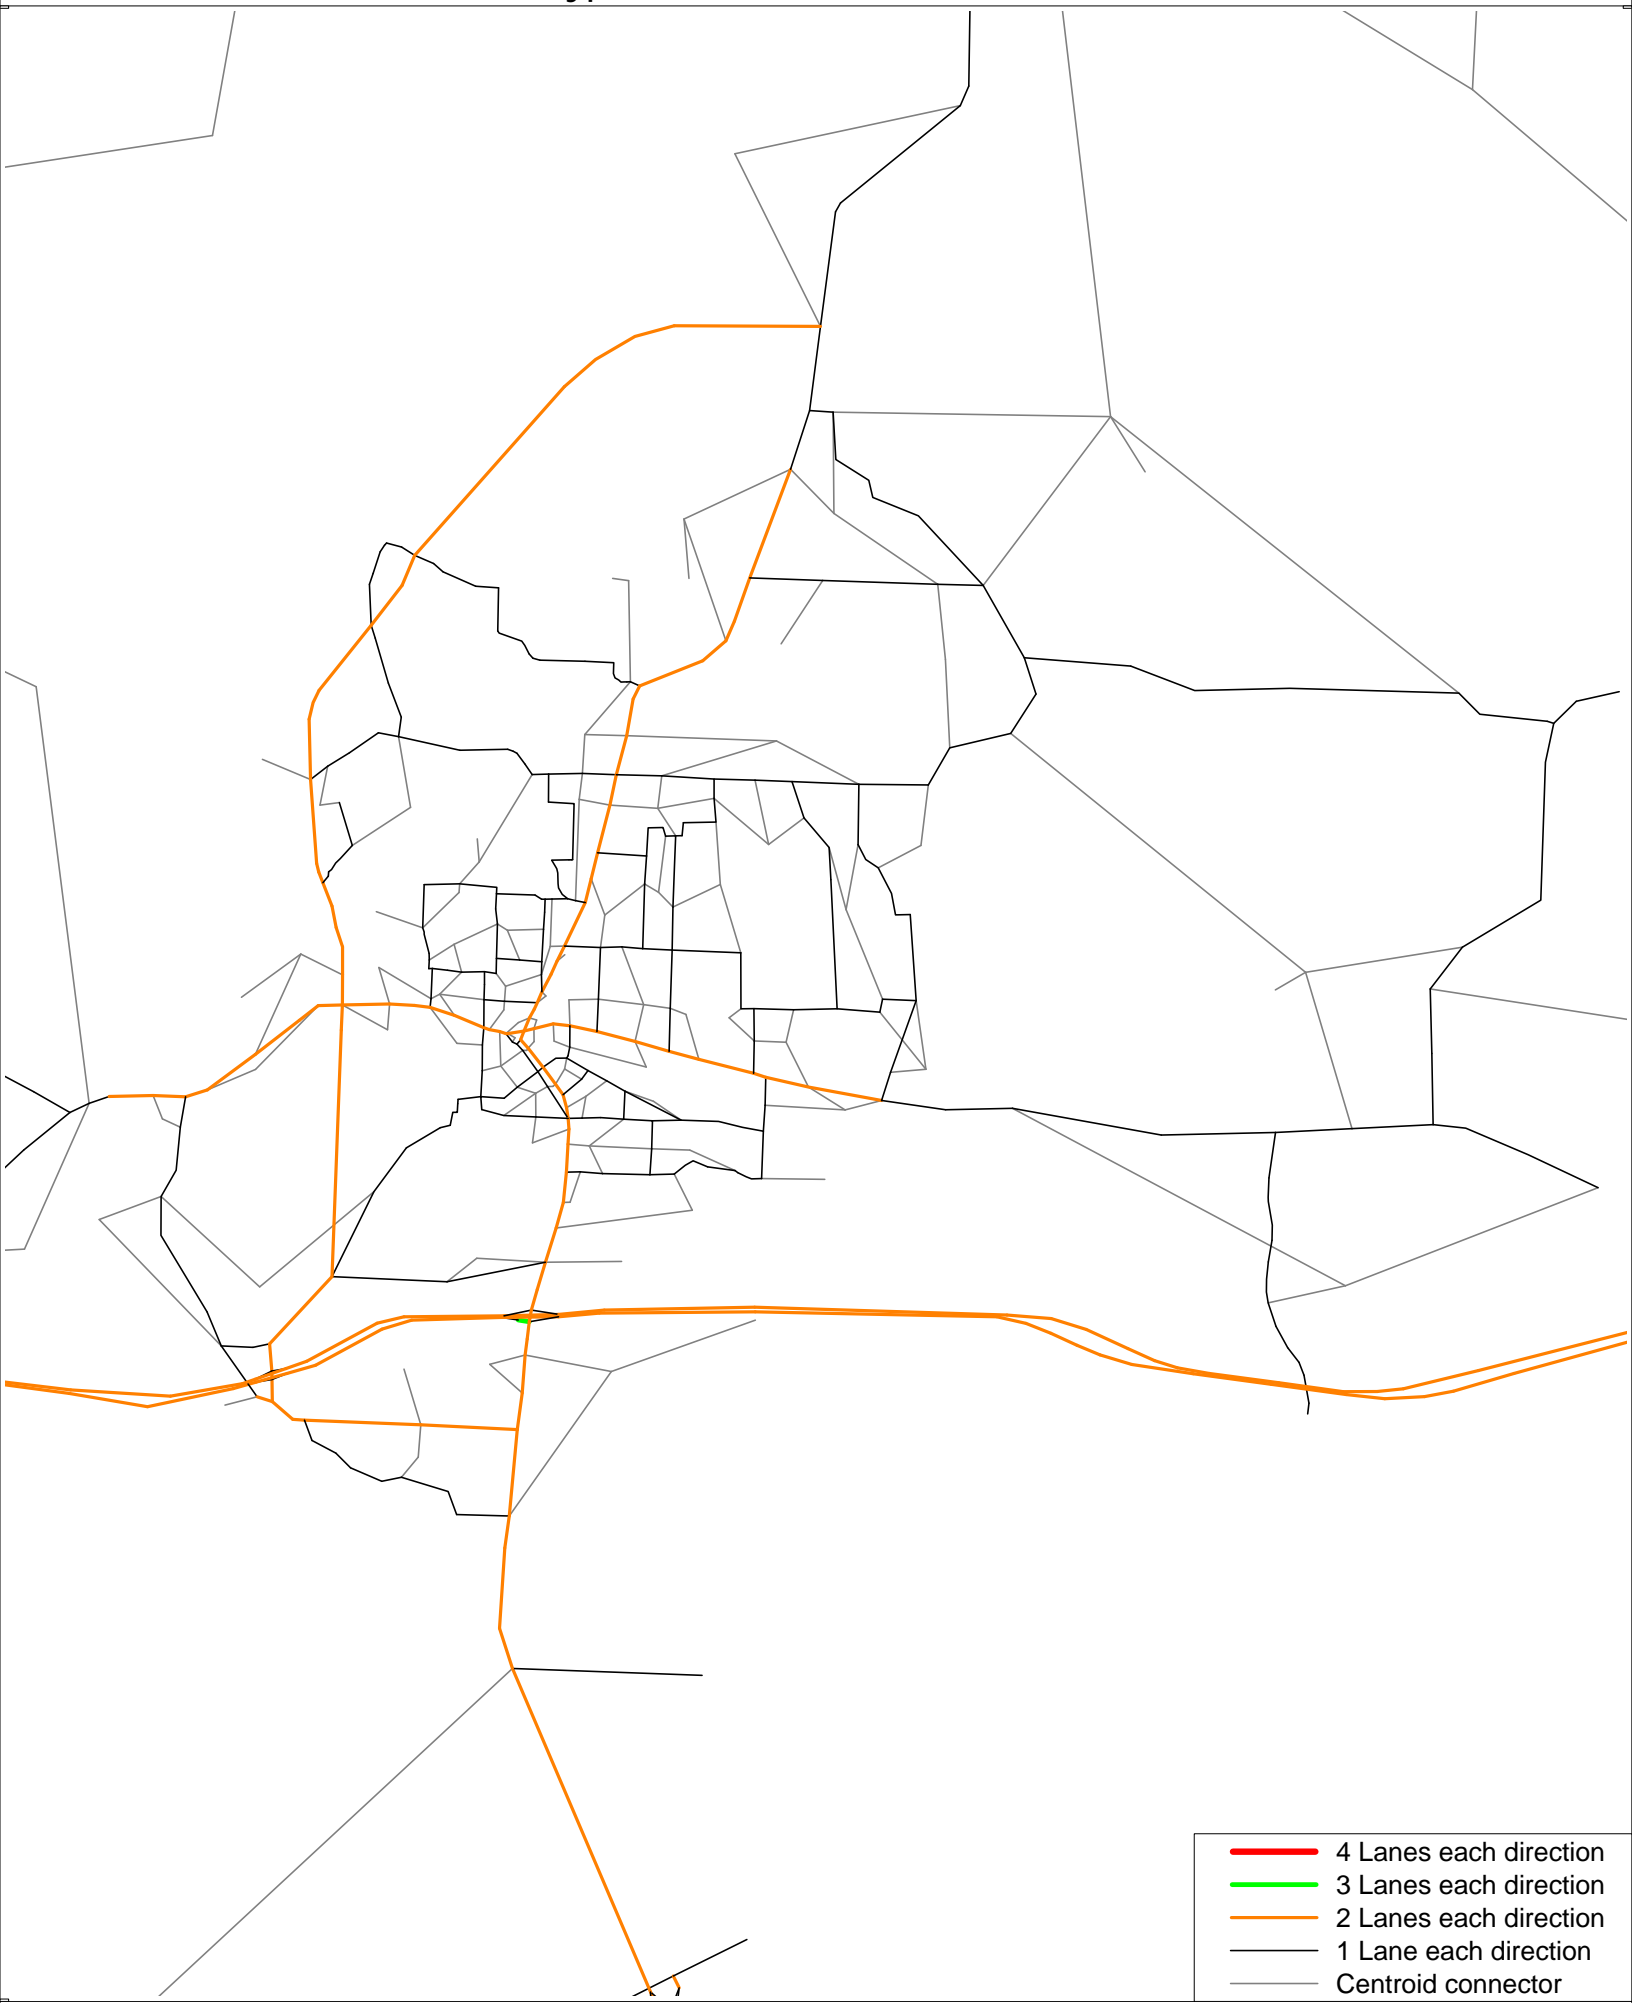 4 Lanes each direction
3 Lanes each direction
2 Lanes each direction
1 Lane each direction
Centroid connector